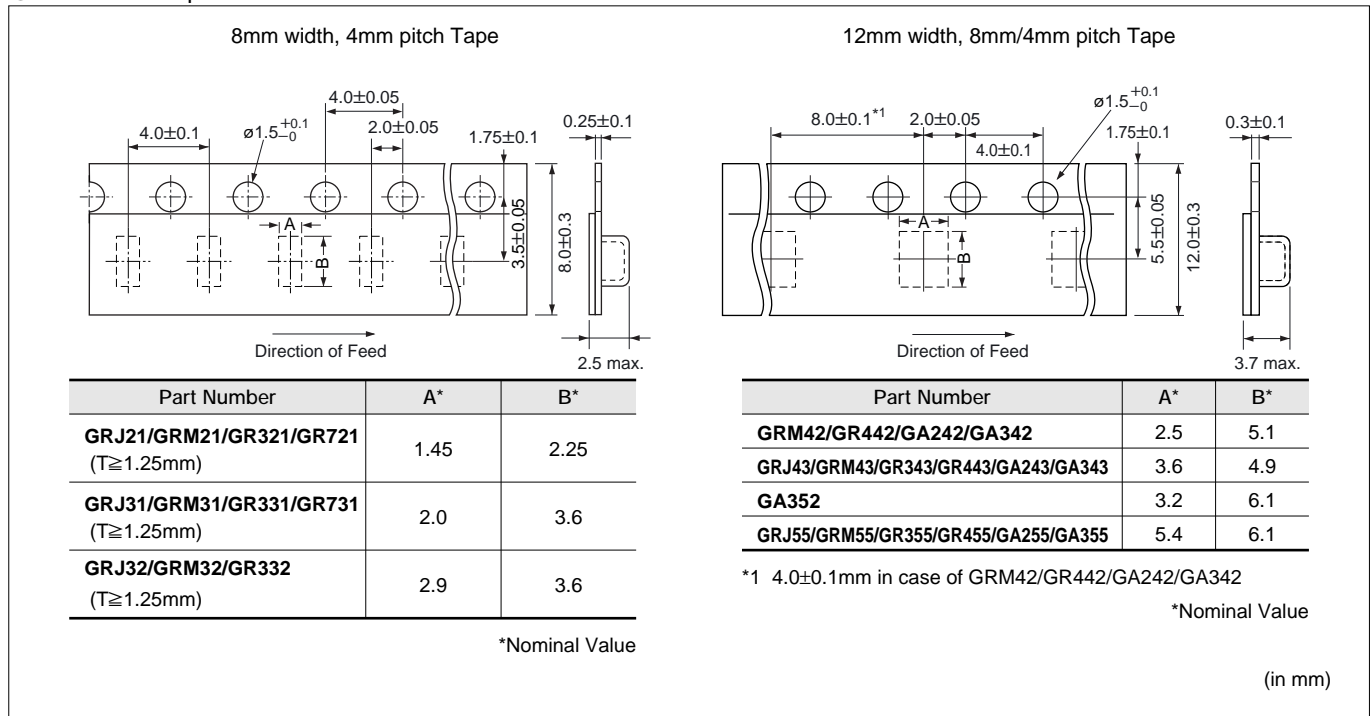 8mm width, 4mm pitch Tape
4.0±0.1
ø1.5+0.1 −0
4.0±0.05
2.0±0.05
1.75±0.1
0.25±0.1
A
B
3.5±0.05
8.0±0.3
Direction of Feed
2.5 max.
Part Number A* B*
GRJ21/GRM21/GR321/GR721
(T≧1.25mm)
1.45 2.25
GRJ31/GRM31/GR331/GR731
(T≧1.25mm)
2.0 3.6
GRJ32/GRM32/GR332
(T≧1.25mm)
2.9 3.6
*Nominal Value
12mm width, 8mm/4mm pitch Tape
8.0±0.1*1
2.0±0.05
4.0±0.1
ø1.5+0.1 −0
1.75±0.1
0.3±0.1
A
B
5.5±0.05
12.0±0.3
Direction of Feed
3.7 max.
Part Number A* B*
GRM42/GR442/GA242/GA342 2.5 5.1
GRJ43/GRM43/GR343/GR443/GA243/GA343 3.6 4.9
GA352 3.2 6.1
GRJ55/GRM55/GR355/GR455/GA255/GA355 5.4 6.1
*1 4.0±0.1mm in case of GRM42/GR442/GA242/GA342
*Nominal Value
(in mm)